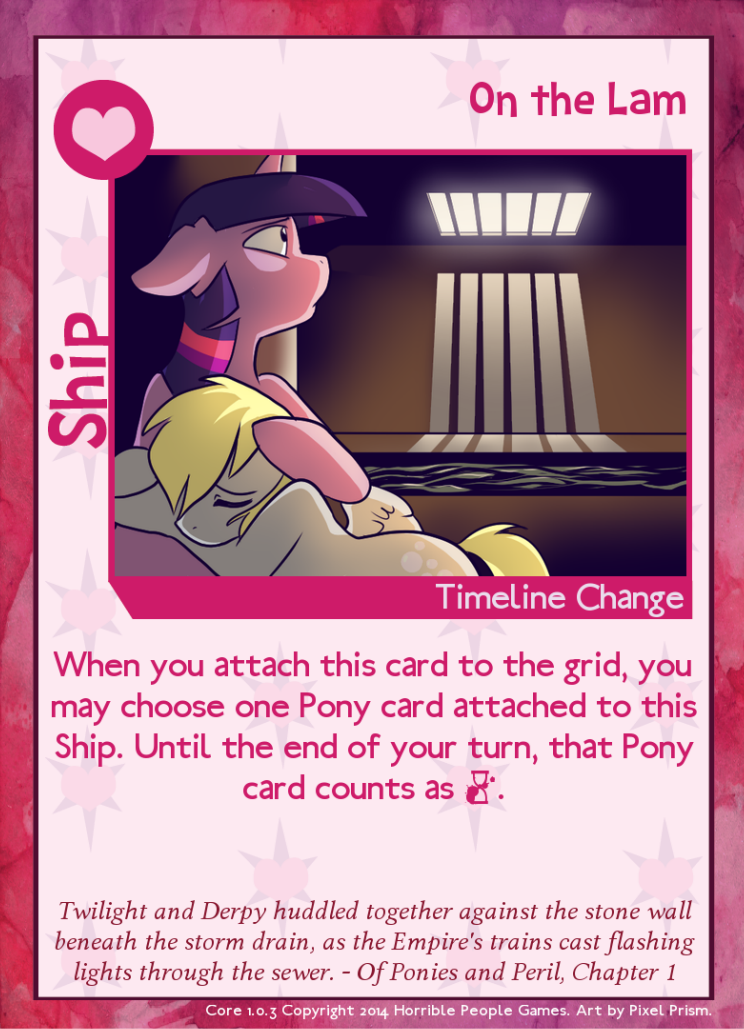 On the Lam
Ship
Timeline Change
When you attach this card to the grid, you
may choose one Pony card attached to this
Ship. Until the end of your turn, that Pony
card counts as .
Twilight and Derpy huddled together against the stone wall
beneath the storm drain, as the Empire's trains cast flashing
lights through the sewer. - Of Ponies and Peril, Chapter 1
Core 1.0.3 Copyright 2014 Horrible People Games. Art by Pixel Prism.